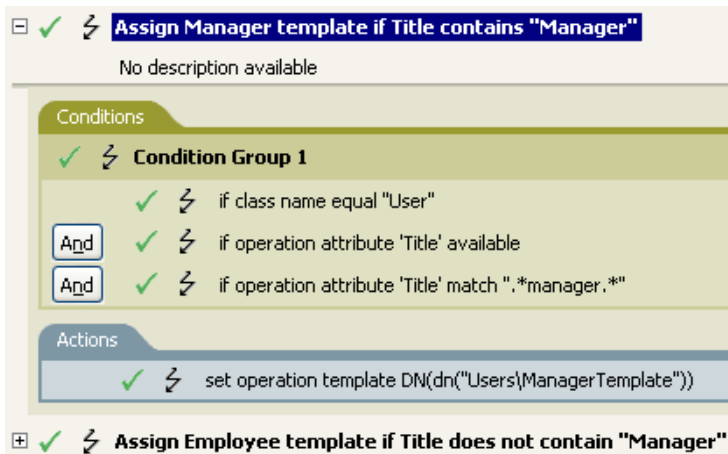 Assign Manager template if Title contains "Manager"
No description available
Conditions
Condition Group 1
if class name equal "User"
And if operation attribute 'Title' available
And if operation attribute 'Title' match ".*manager.*"
Actions
set operation template DN(dn("Users\ManagerTemplate"))
Assign Employee template if Title does not contain "Manager"